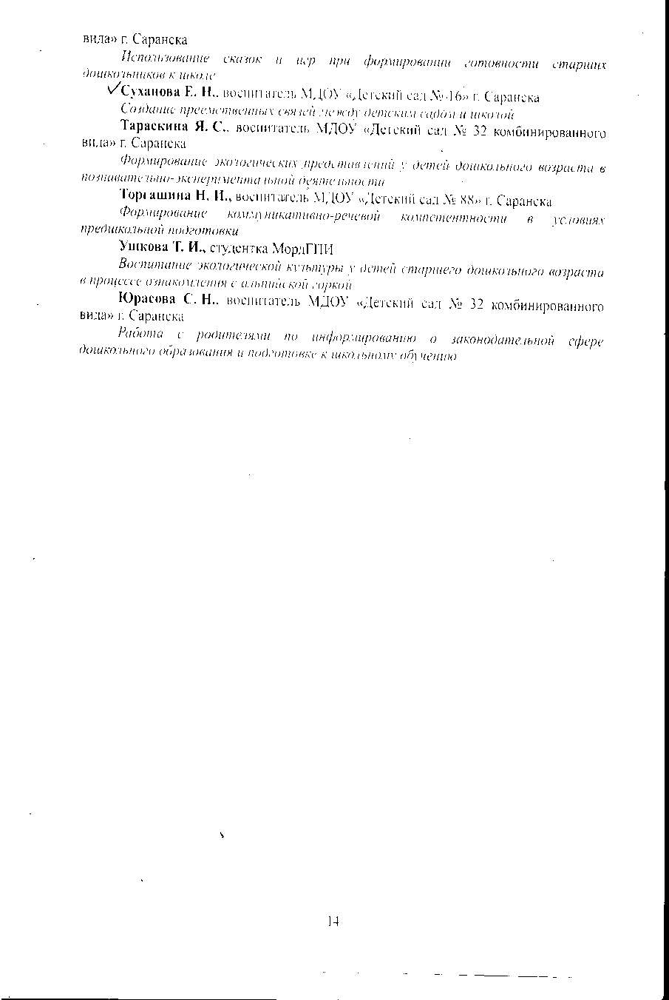 вида» г. Саранска
Использование сказок и игр при формировании готовности старших
дошкольников к школе
Суханова Е. Н., воспитатель МДОУ «Детский сад № 16» г. Саранска
Создание преемственных связей между детским садом и школой
Тараскина Я. С., воспитатель МДОУ «Детский сад № 32 комбинированного
вида» г. Саранска
Формирование экологических представлений у детей дошкольного возраста в
познавательно-экспериментальной деятельности
Торгашина Н. И., воспитатель МДОУ «Детский сад № 88» г. Саранска
Формирование коммуникативно-речевой компетентности в условиях
предшкольной подготовки
Ушкова Т. И., студентка МордГПИ
Воспитание экологической культуры у детей старшего дошкольного возраста
в процессе ознакомления с альпийской горкой
Юрасова С. Н., воспитатель МДОУ «Детский сад № 32 комбинированного
вида» г. Саранска
Работа с родителями по информированию о законодательной сфере
дошкольного образования и подготовке к школьному обучению
14